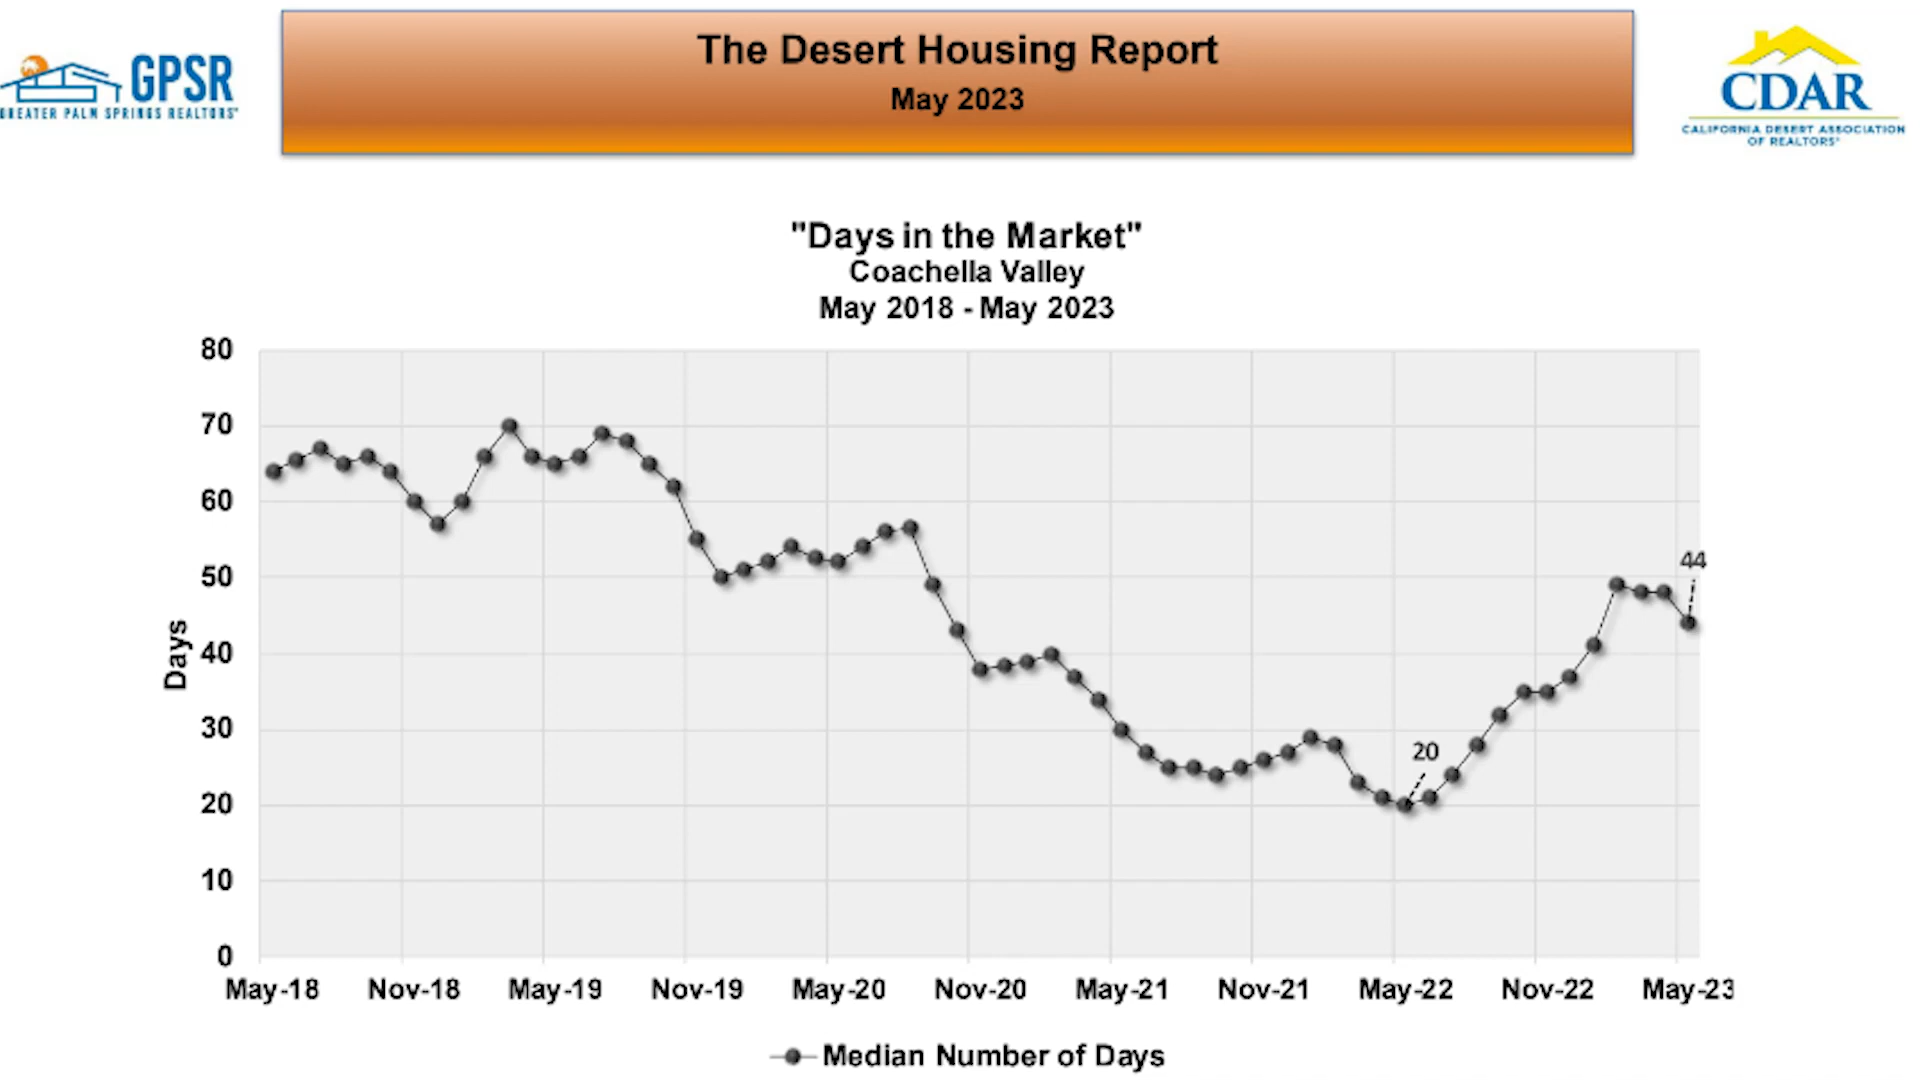 GPSR
GREATER PALM SPRINGS REALTORS®
The Desert Housing Report
May 2023
CDAR
CALIFORNIA DESERT ASSOCIATION
OF REALTORS®
"Days in the Market"
Coachella Valley
May 2018 - May 2023
80
70
60
50
40
30
20
10
0
Days
44
20
May-18 Nov-18 May-19 Nov-19 May-20 Nov-20 May-21 Nov-21 May-22 Nov-22 May-23
Median Number of Days